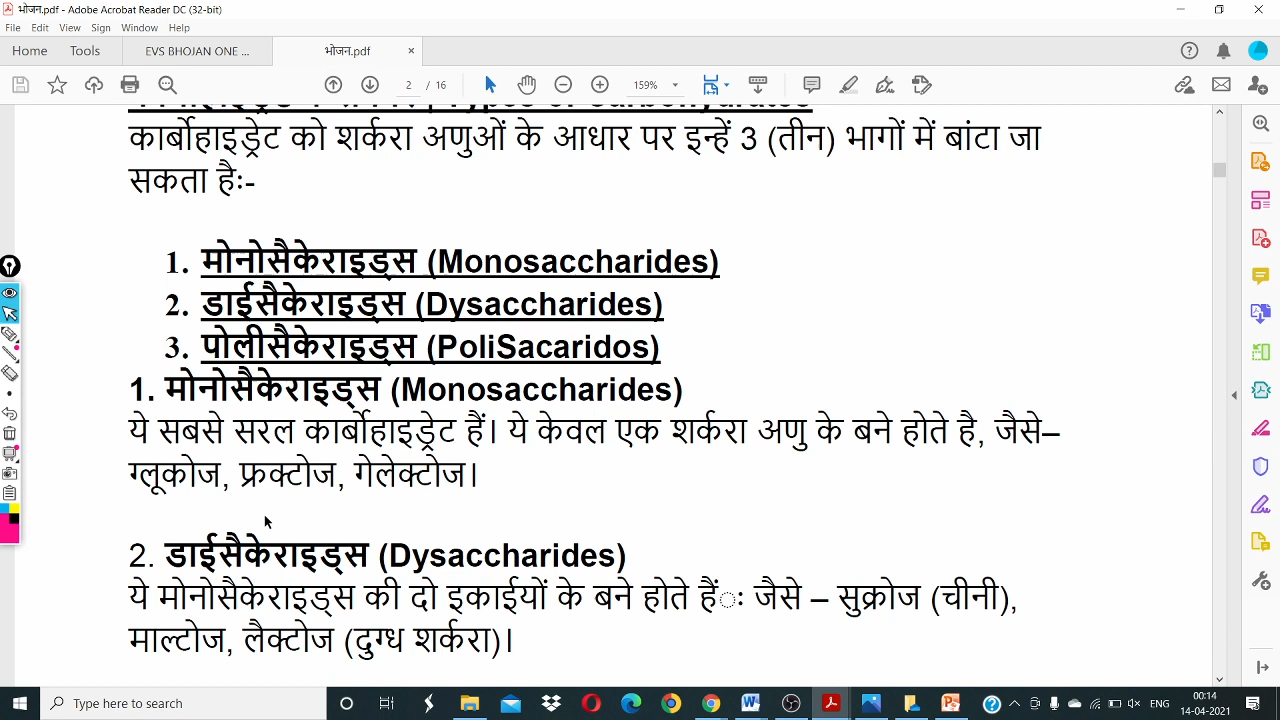 भोजन.pdf - Adobe Acrobat Reader DC (32-bit)
File Edit View Sign Window Help
Home Tools EVS BHOJAN ONE ... भोजन.pdf ×
2 / 16 159%
Types of Carbohydrates
कार्बोहाइड्रेट को शर्करा अणुओं के आधार पर इन्हें 3 (तीन) भागों में बांटा जा
सकता हैः-
1. मोनोसैकेराइड्स (Monosaccharides)
2. डाईसैकेराइड्स (Dysaccharides)
3. पोलीसैकेराइड्स (PoliSacaridos)
1. मोनोसैकेराइड्स (Monosaccharides)
ये सबसे सरल कार्बोहाइड्रेट हैं। ये केवल एक शर्करा अणु के बने होते है, जैसे–
ग्लूकोज, फ्रक्टोज, गेलेक्टोज।
2. डाईसैकेराइड्स (Dysaccharides)
ये मोनोसैकेराइड्स की दो इकाईयों के बने होते हैंः जैसे – सुक्रोज (चीनी),
माल्टोज, लैक्टोज (दुग्ध शर्करा)।
Type here to search
ENG
00:14
14-04-2021